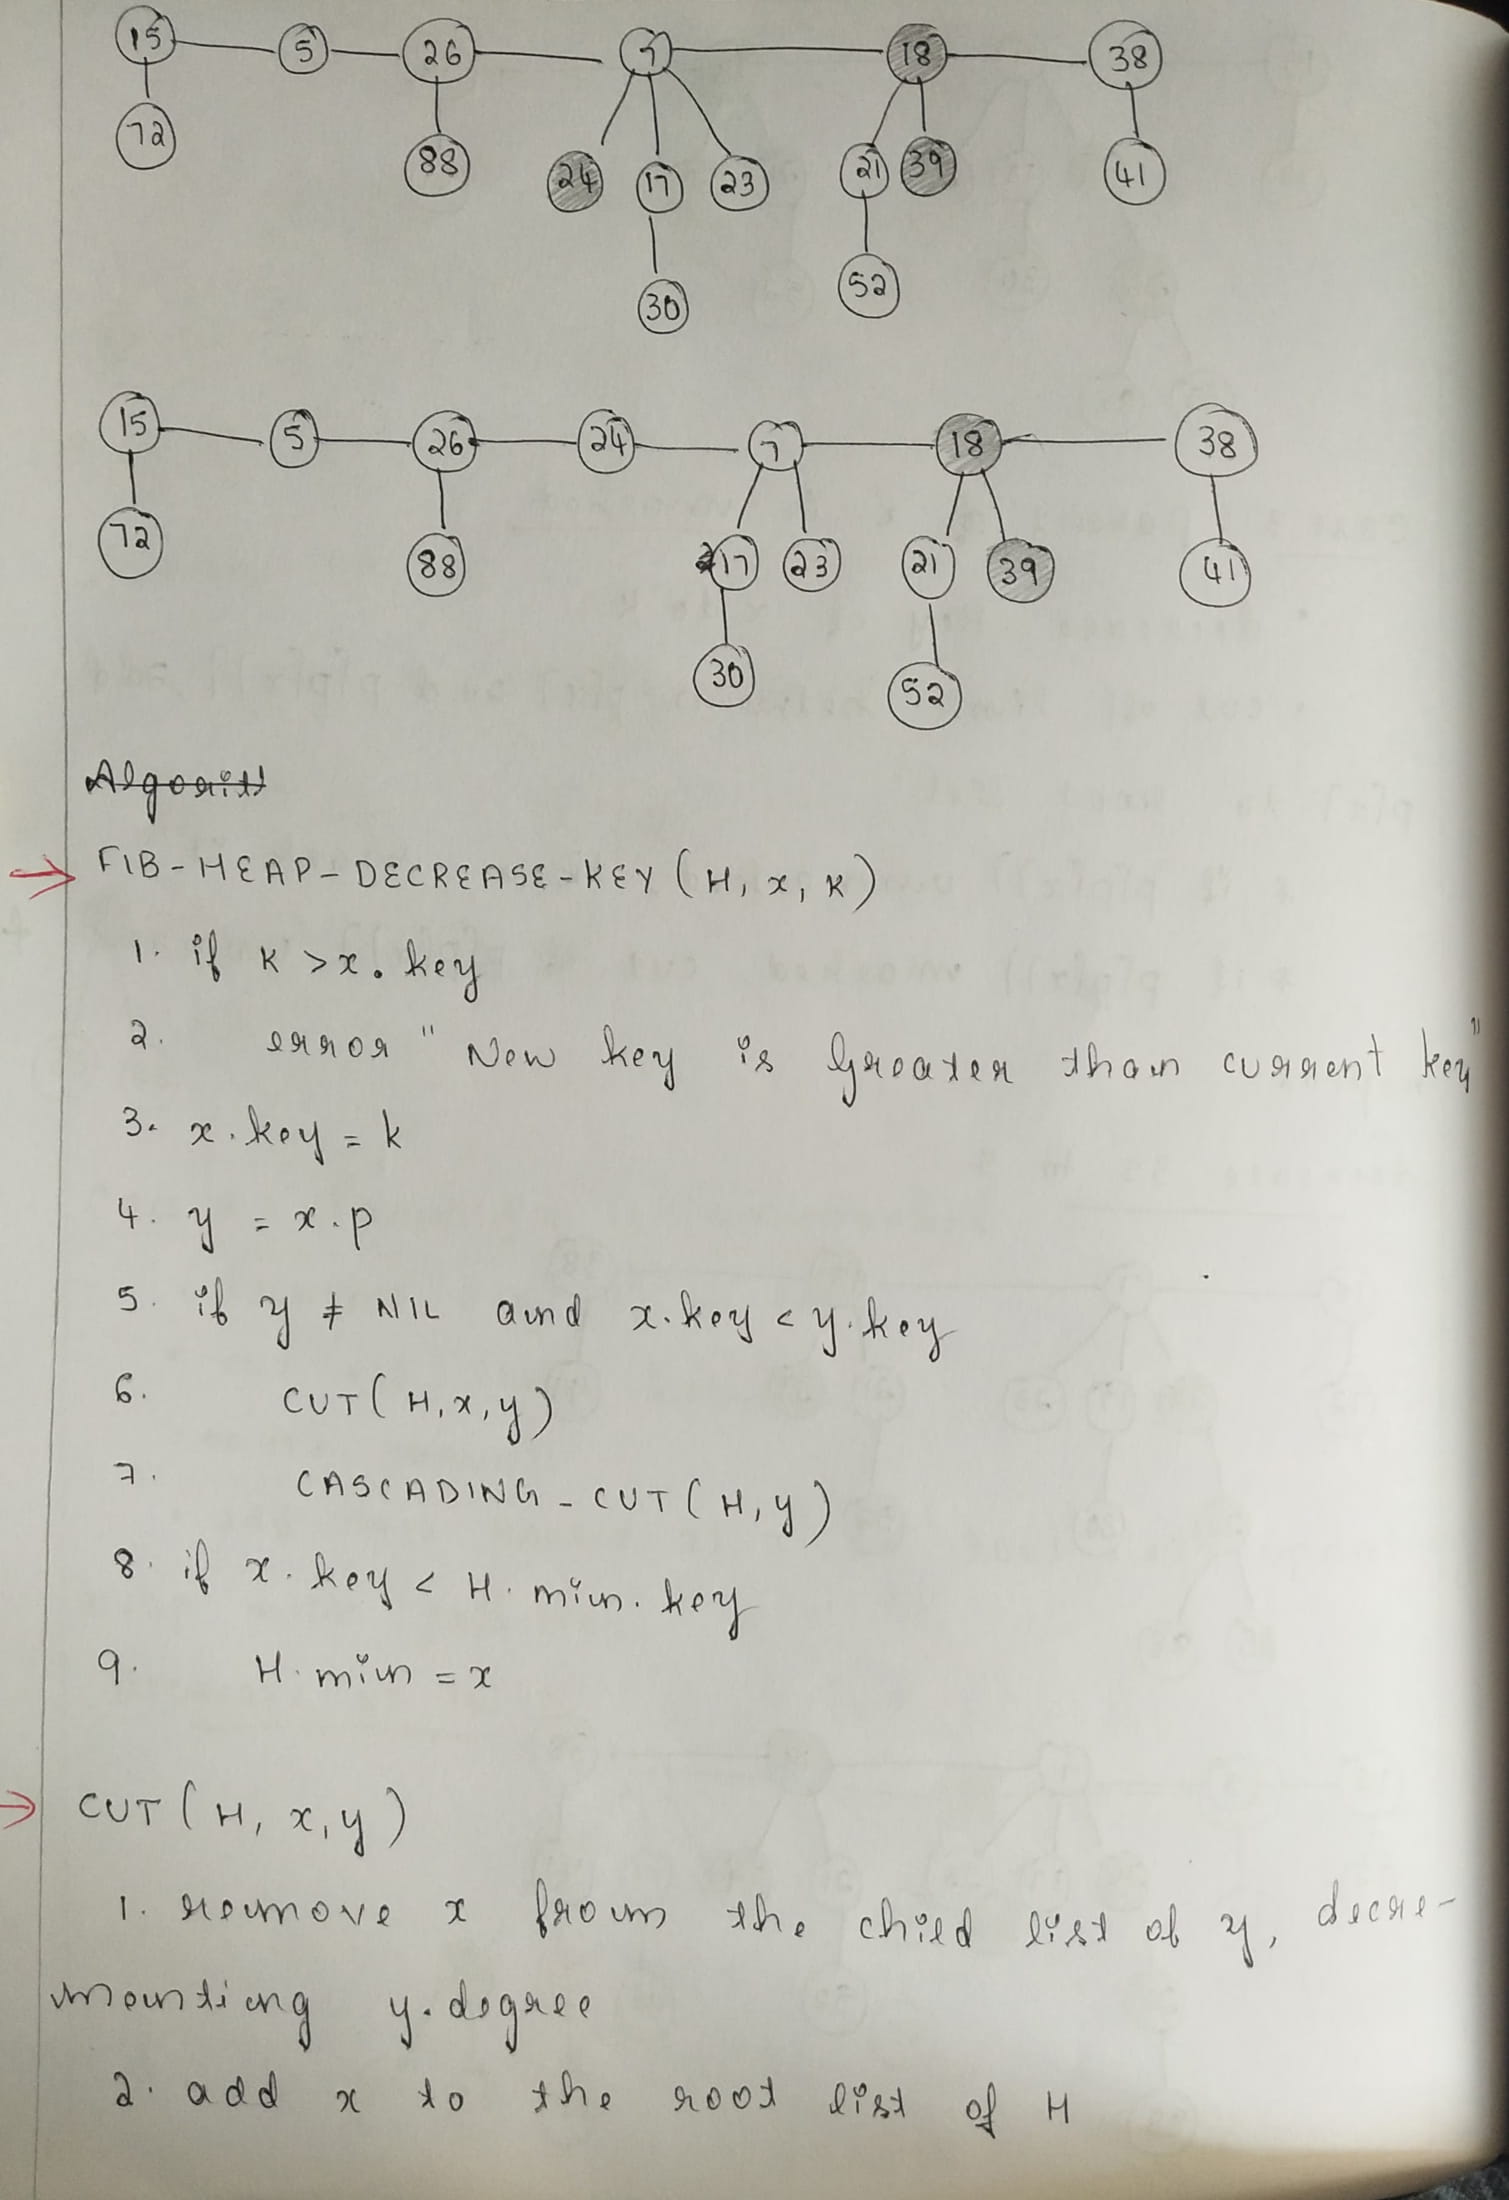 15 5 26 7 18 38
72 88 24 17 23 21 39 41
30 52
15 5 26 24 7 18 38
72 88 17 23 21 39 41
30 52
Algorit
FIB-HEAP-DECREASE-KEY (H, x, K)
1. if K > x. key
2. error "New key is Greater than current key"
3. x. key = k
4. y = x.p
5. if y ≠ NIL and x.key < y.key
6. CUT(H,x,y)
7. CASCADING-CUT(H,y)
8. if x.key < H.min.key
9. H.min = x
CUT (H, x, y)
1. remove x from the child list of y, decre-
menting y.degree
2. add x to the root list of H